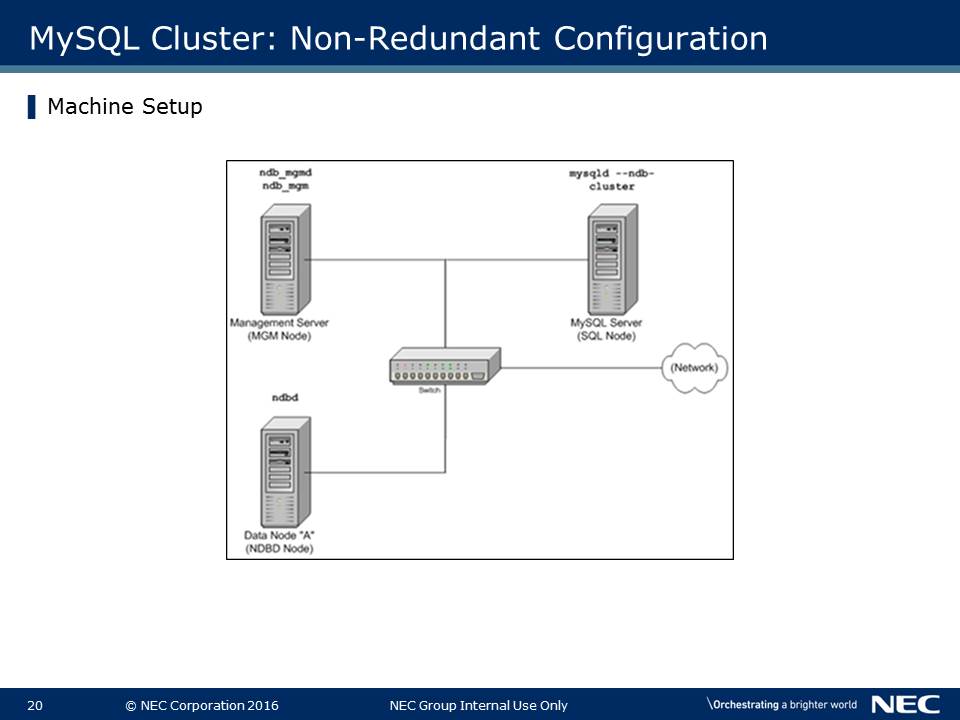 MySQL Cluster: Non-Redundant Configuration
Machine Setup
ndb_mgmd
ndb_mgm
mysqld --ndb-
cluster
Management Server
(MGM Node)
MySQL Server
(SQL Node)
(Network)
Switch
ndbd
Data Node "A"
(NDBD Node)
20
© NEC Corporation 2016
NEC Group Internal Use Only
\Orchestrating a brighter world
NEC